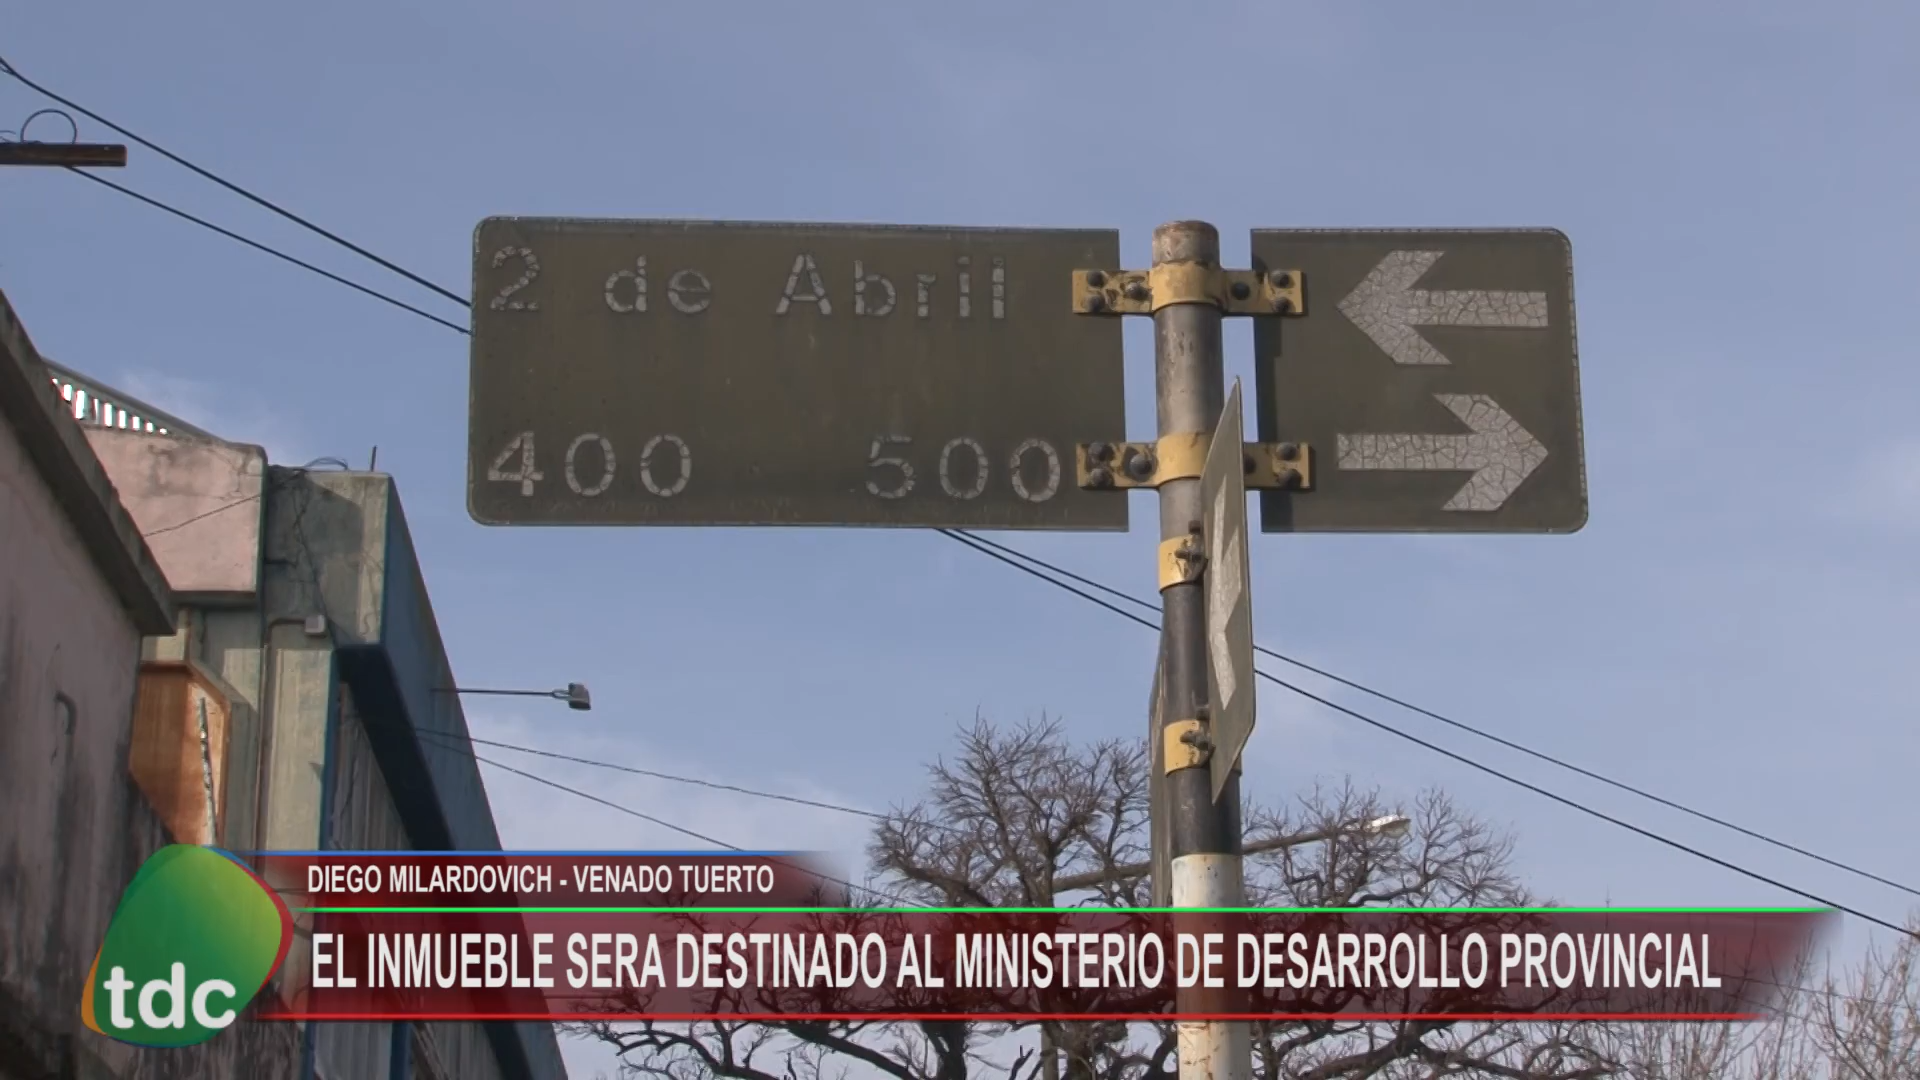 2 de Abril
400 500
DIEGO MILARDOVICH - VENADO TUERTO
EL INMUEBLE SERA DESTINADO AL MINISTERIO DE DESARROLLO PROVINCIAL
tdc